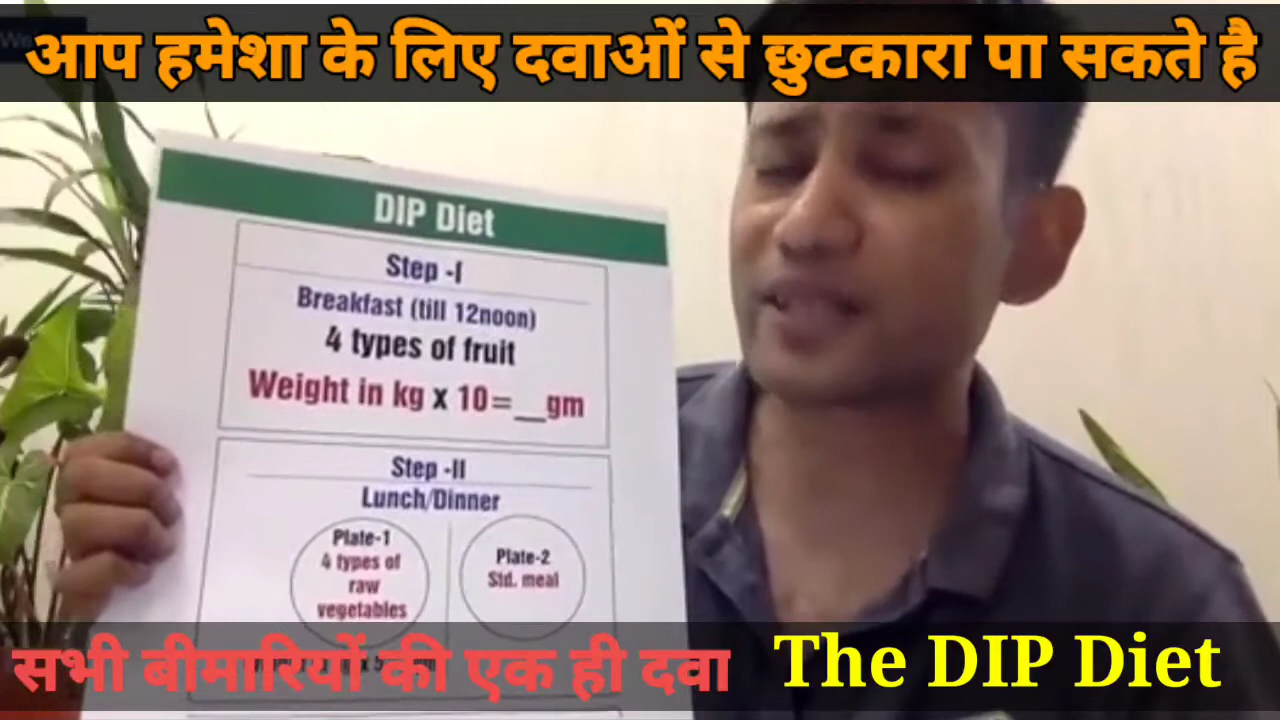 आप हमेशा के लिए दवाओं से छुटकारा पा सकते है
DIP Diet
Step -I
Breakfast (till 12noon)
4 types of fruit
Weight in kg x 10=__gm
Step -II
Lunch/Dinner
Plate-1
4 types of
raw
vegetables
Plate-2
Std. meal
सभी बीमारियों की एक ही दवा
The DIP Diet